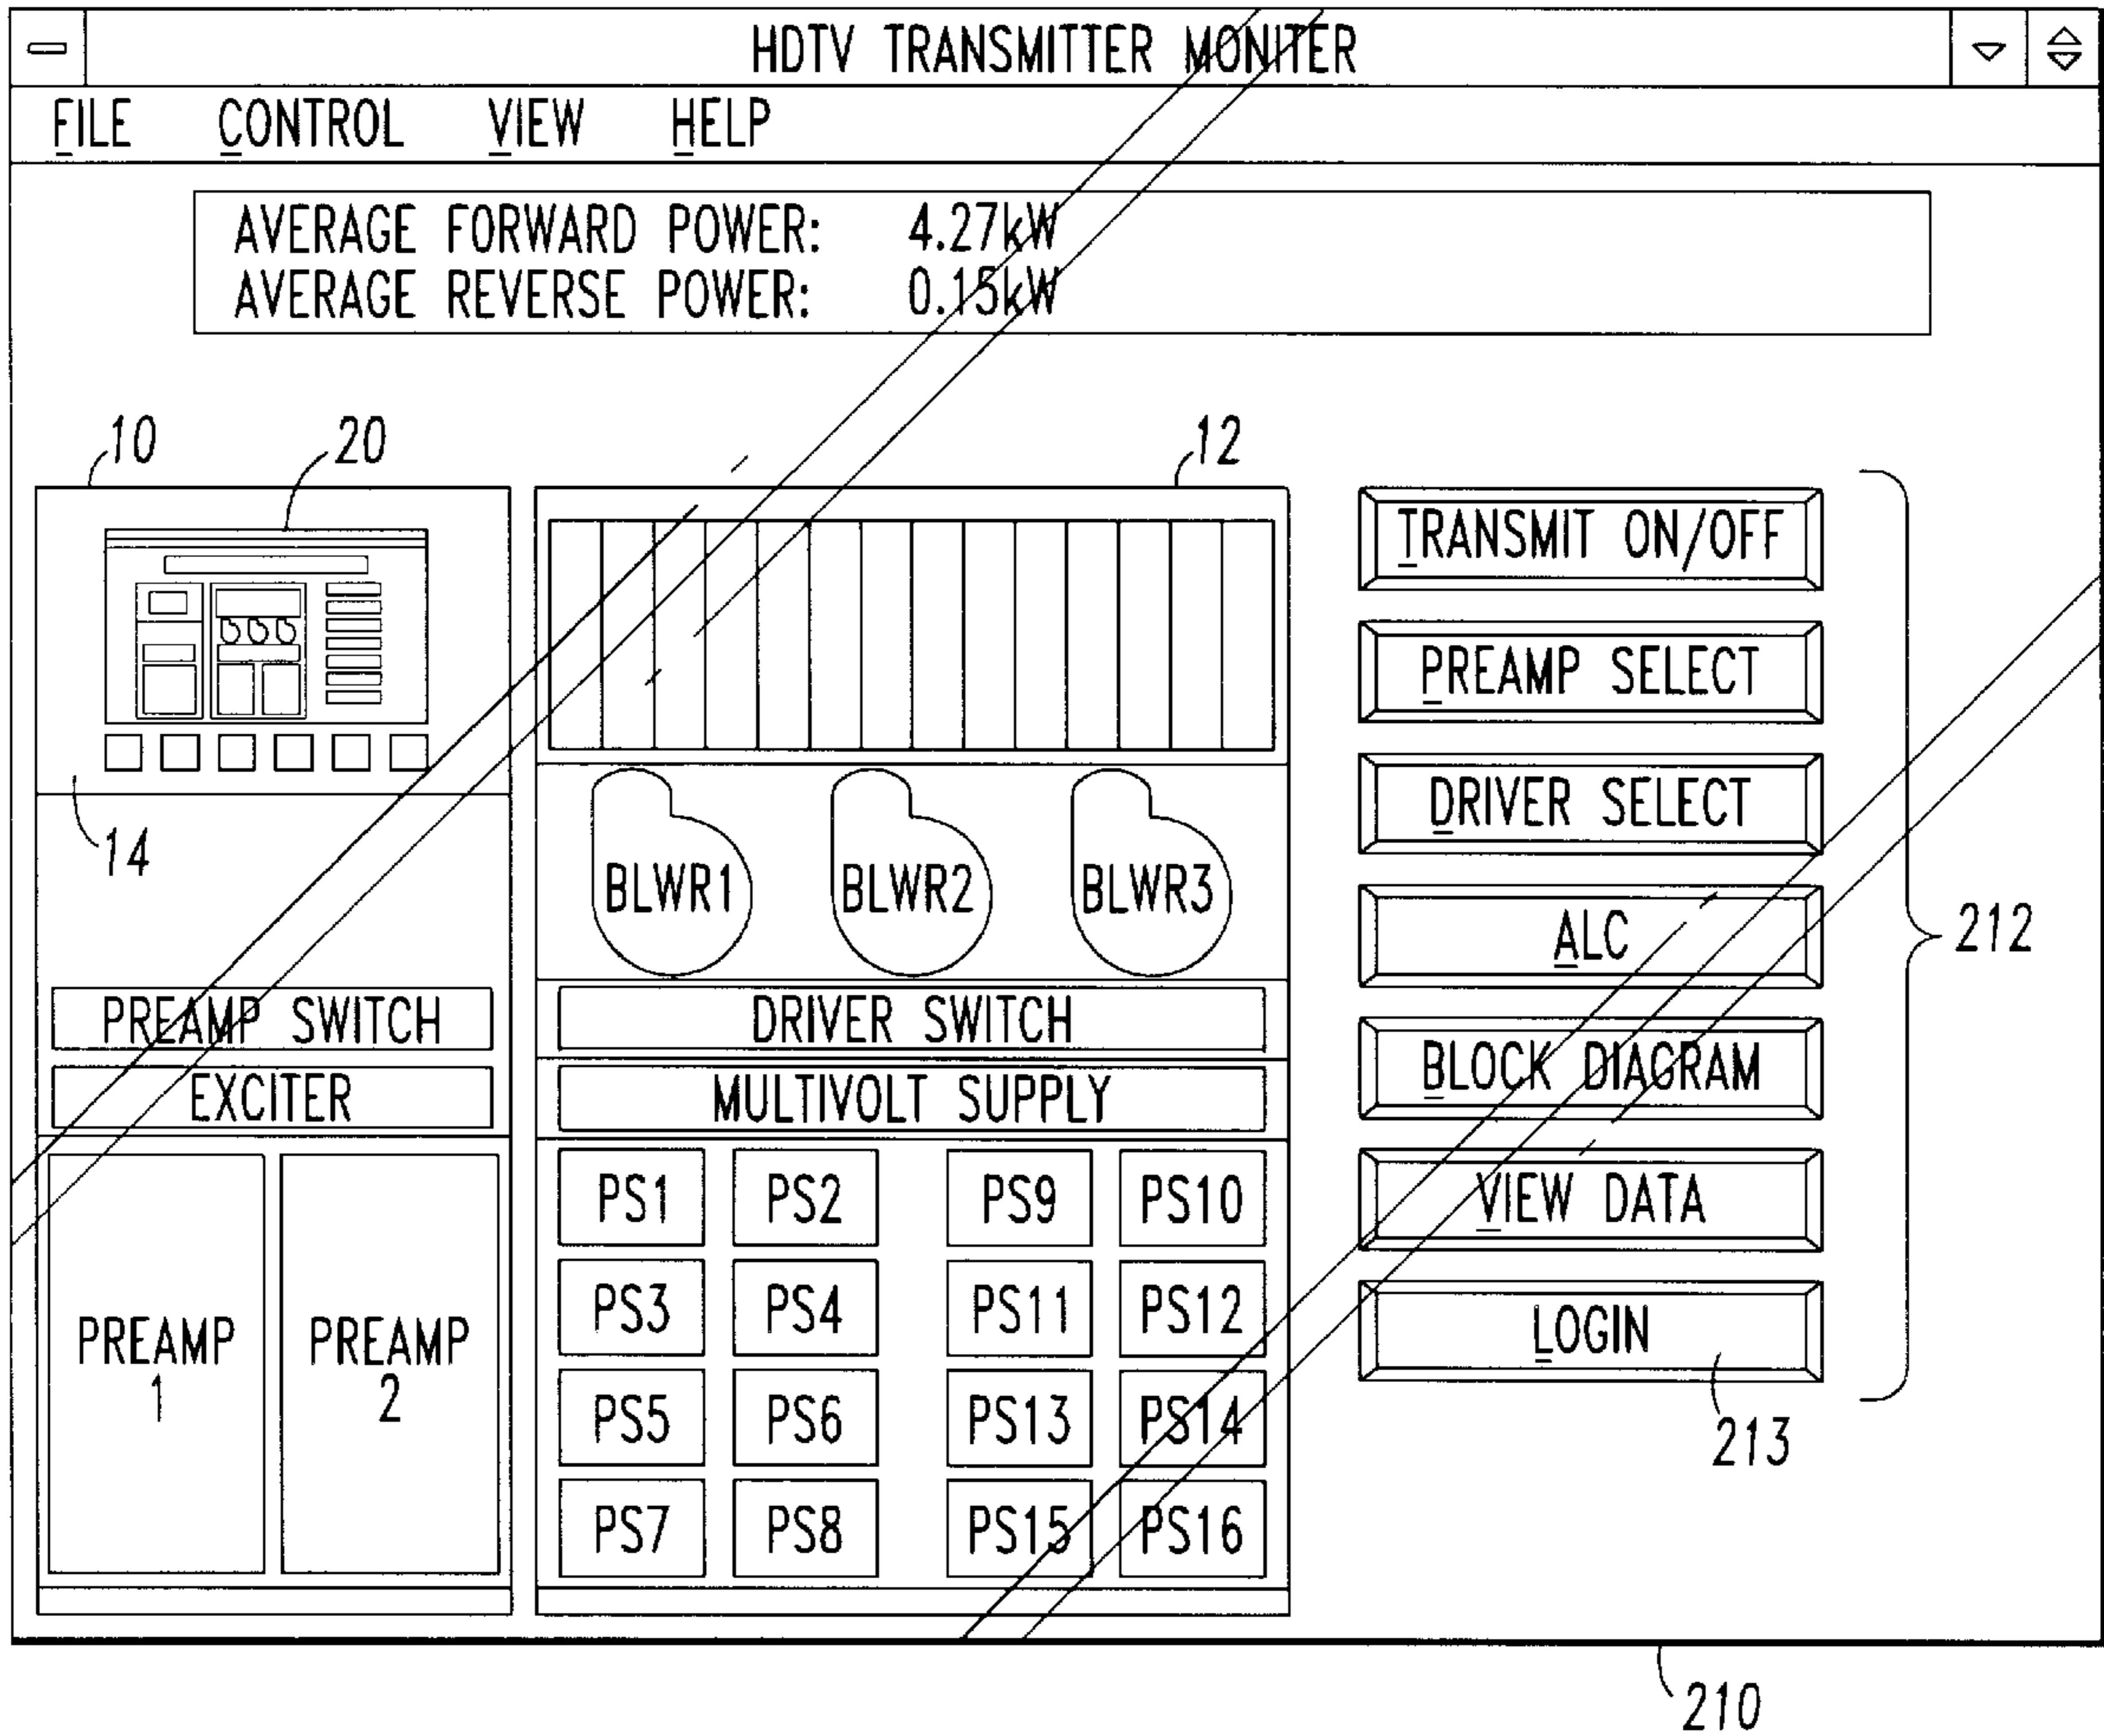 HDTV TRANSMITTER MONITER
FILE CONTROL VIEW HELP
AVERAGE FORWARD POWER: 4.27kW
AVERAGE REVERSE POWER: 0.15kW
10
20
12
14
TRANSMIT ON/OFF
PREAMP SELECT
DRIVER SELECT
ALC
BLOCK DIAGRAM
VIEW DATA
LOGIN
212
213
BLWR1 BLWR2 BLWR3
PREAMP SWITCH
EXCITER
PREAMP
1
PREAMP
2
DRIVER SWITCH
MULTIVOLT SUPPLY
PS1 PS2 PS9 PS10
PS3 PS4 PS11 PS12
PS5 PS6 PS13 PS14
PS7 PS8 PS15 PS16
210